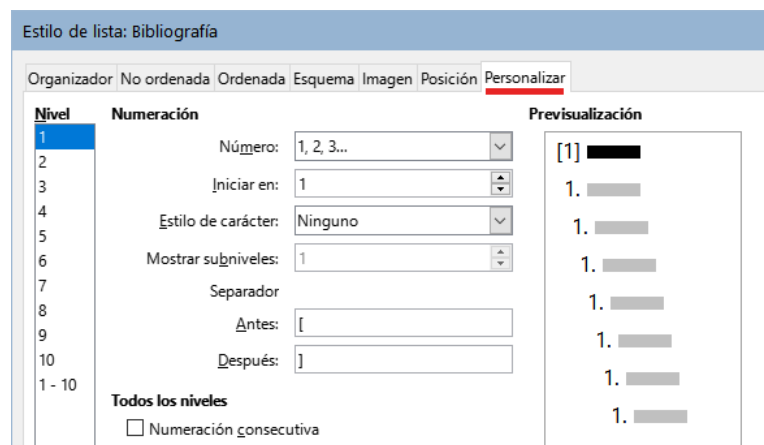 Estilo de lista: Bibliografía
Organizador No ordenada Ordenada Esquema Imagen Posición Personalizar
Nivel Numeración Previsualización
1 Número: 1, 2, 3... [1]
2 Iniciar en: 1 1.
3 Estilo de carácter: Ninguno 1.
4 Mostrar subniveles: 1 1.
5 Separador 1.
6 Antes: [ 1.
7 Después: ] 1.
8 Todos los niveles 1.
9 Numeración consecutiva
10
1 - 10